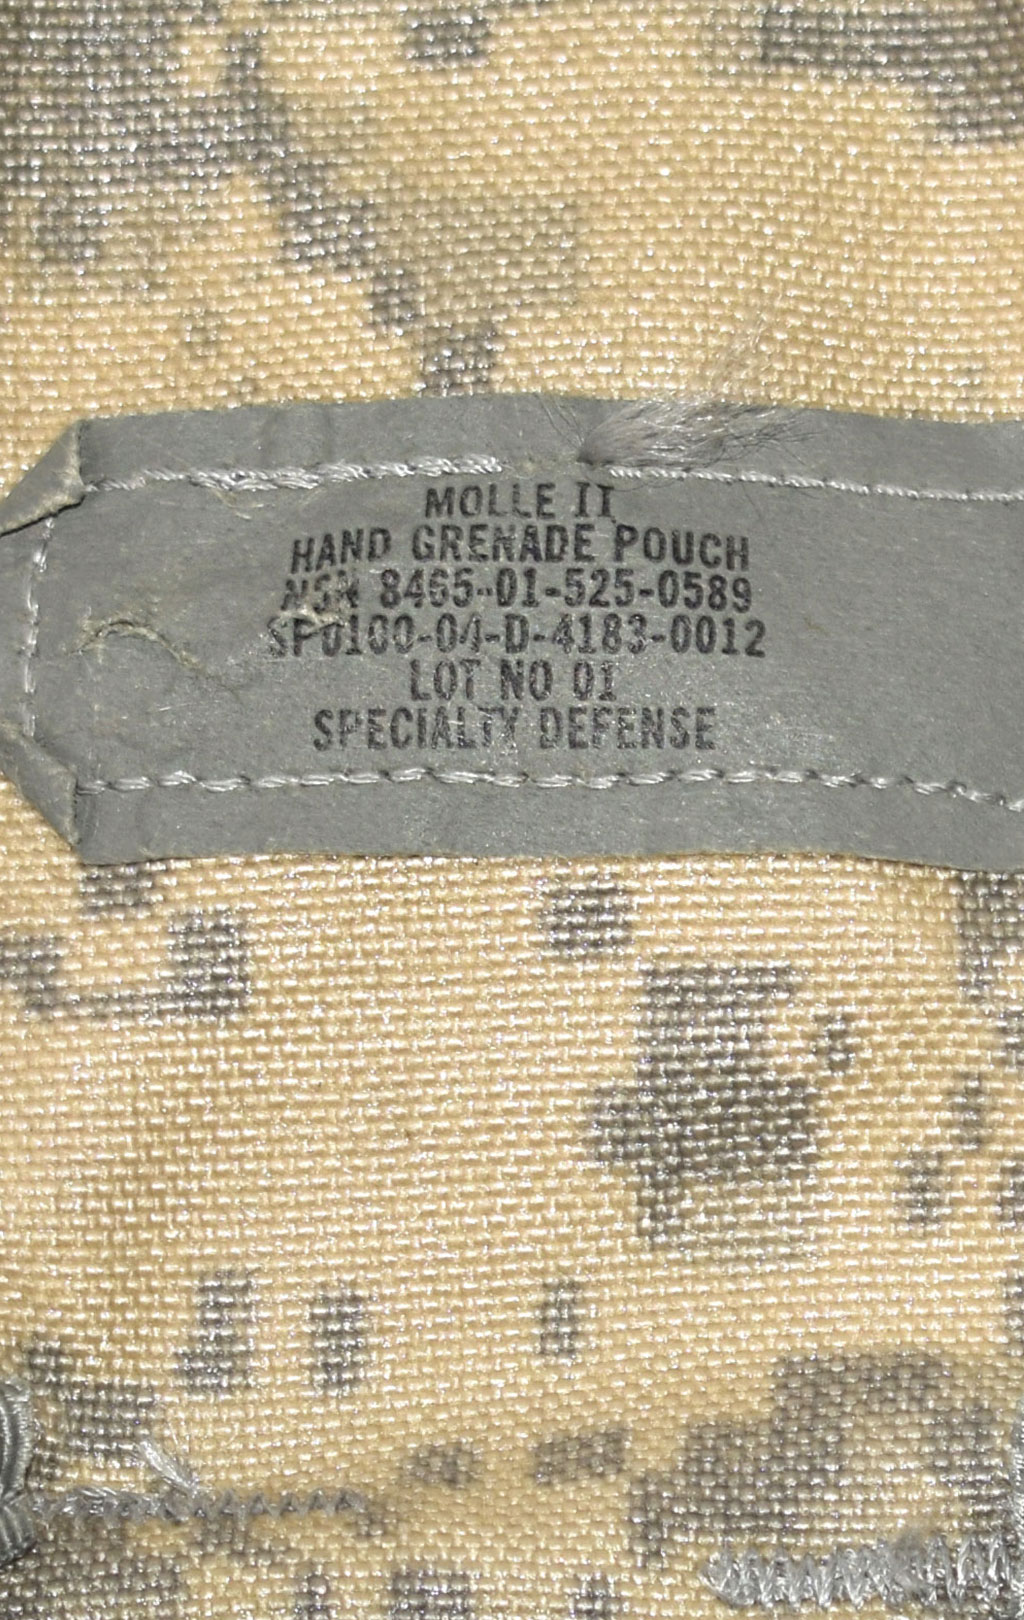 MOLLE II
HAND GRENADE POUCH
NSN 8465-01-525-0589
SP0100-04-D-4183-0012
LOT NO 01
SPECIALTY DEFENSE